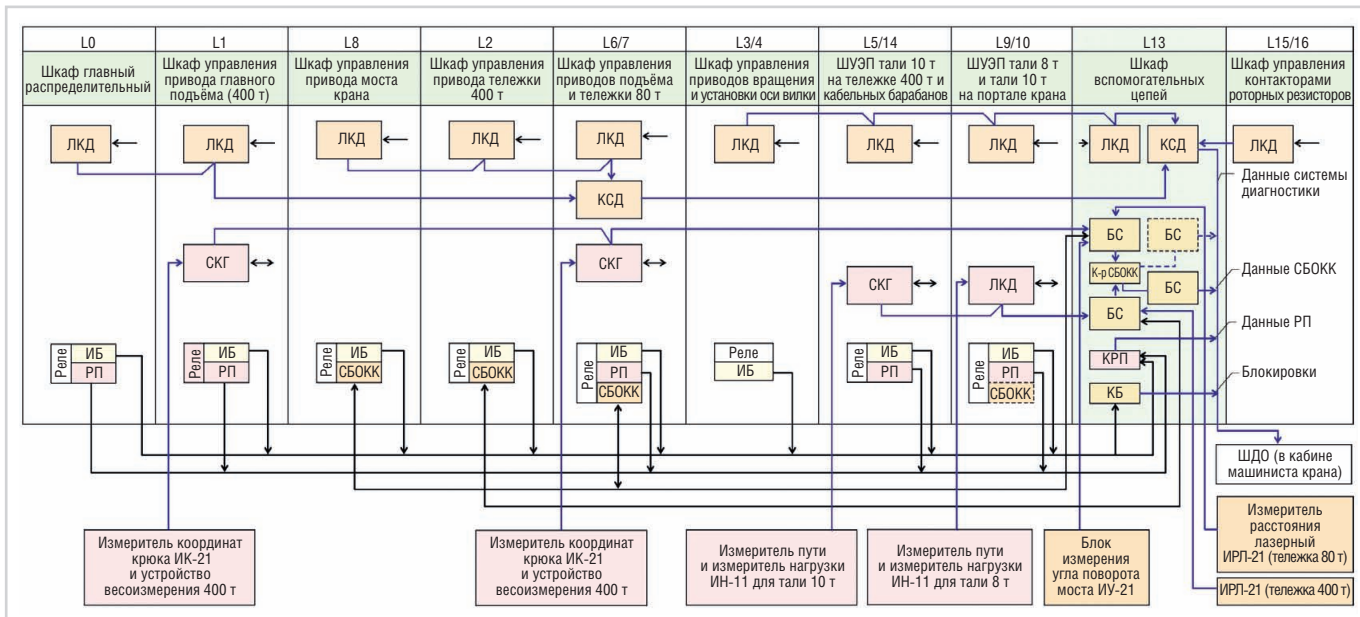 L0
L1
L8
L2
L6/7
L3/4
L5/14
L9/10
L13
L15/16
Шкаф главный
распределительный
Шкаф управления
привода главного
подъёма (400 т)
Шкаф управления
привода моста
крана
Шкаф управления
привода тележки
400 т
Шкаф управления
приводов подъёма
и тележки 80 т
Шкаф управления
приводов вращения
и установки оси вилки
ШУЭП тали 10 т
на тележке 400 т и
кабельных барабанов
ШУЭП тали 8 т
и тали 10 т
на портале крана
Шкаф
вспомогательных
цепей
Шкаф управления
контакторами
роторных резисторов
ЛКД
ЛКД
ЛКД
ЛКД
ЛКД
ЛКД
ЛКД
ЛКД
ЛКД
КСД
ЛКД
КСД
Данные системы
диагностики
СКГ
СКГ
СКГ
ЛКД
БС
БС
К-р СБОКК
БС
БС
Данные СБОКК
Данные РП
КРП
Блокировки
КБ
Реле
ИБ
РП
Реле
ИБ
РП
Реле
ИБ
СБОКК
Реле
ИБ
СБОКК
Реле
ИБ
РП
СБОКК
Реле
ИБ
Реле
ИБ
РП
Реле
ИБ
РП
СБОКК
ШДО (в кабине
машиниста крана)
Измеритель координат
крюка ИК-21
и устройство
весоизмерения 400 т
Измеритель координат
крюка ИК-21
и устройство
весоизмерения 400 т
Измеритель пути
и измеритель нагрузки
ИН-11 для тали 10 т
Измеритель пути
и измеритель нагрузки
ИН-11 для тали 8 т
Блок
измерения
угла поворота
моста ИУ-21
Измеритель
расстояния
лазерный
ИРЛ-21 (тележка 80 т)
ИРЛ-21 (тележка 400 т)